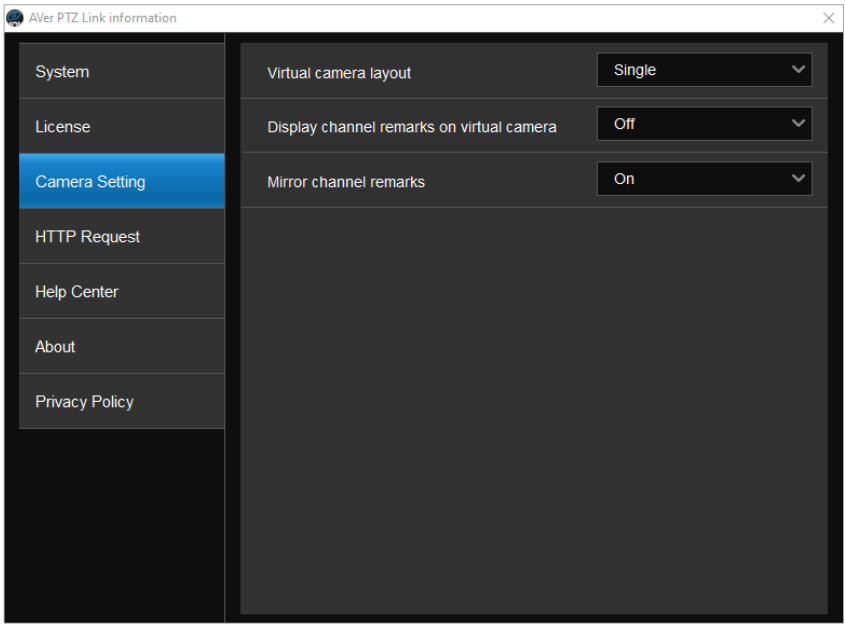 AVer PTZ Link information
System
License
Camera Setting
HTTP Request
Help Center
About
Privacy Policy
Virtual camera layout
Single
Display channel remarks on virtual camera
Off
Mirror channel remarks
On